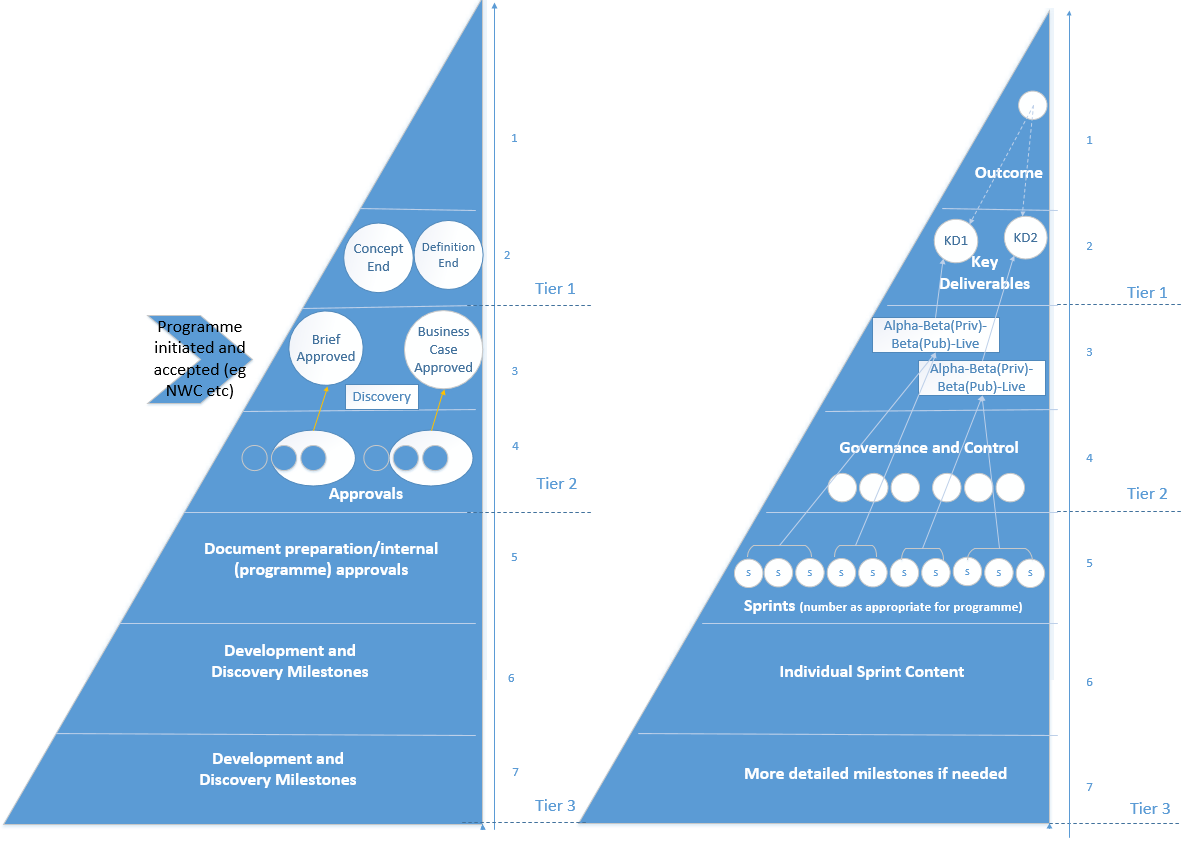 1
Concept
End
Definition
End
2
Tier 1
Programme
initiated and
accepted (eg
NWC etc)
Brief
Approved
Business
Case
Approved
Discovery
3
4
Approvals
Tier 2
Document preparation/internal
(programme) approvals
5
Development and
Discovery Milestones
6
Development and
Discovery Milestones
7
Tier 3
Outcome
1
KD1
KD2
Key
Deliverables
2
Tier 1
Alpha-Beta(Priv)-
Beta(Pub)-Live
Alpha-Beta(Priv)-
Beta(Pub)-Live
3
Governance and Control
4
Tier 2
s s s s s s s s s s
Sprints (number as appropriate for programme)
5
Individual Sprint Content
6
More detailed milestones if needed
7
Tier 3